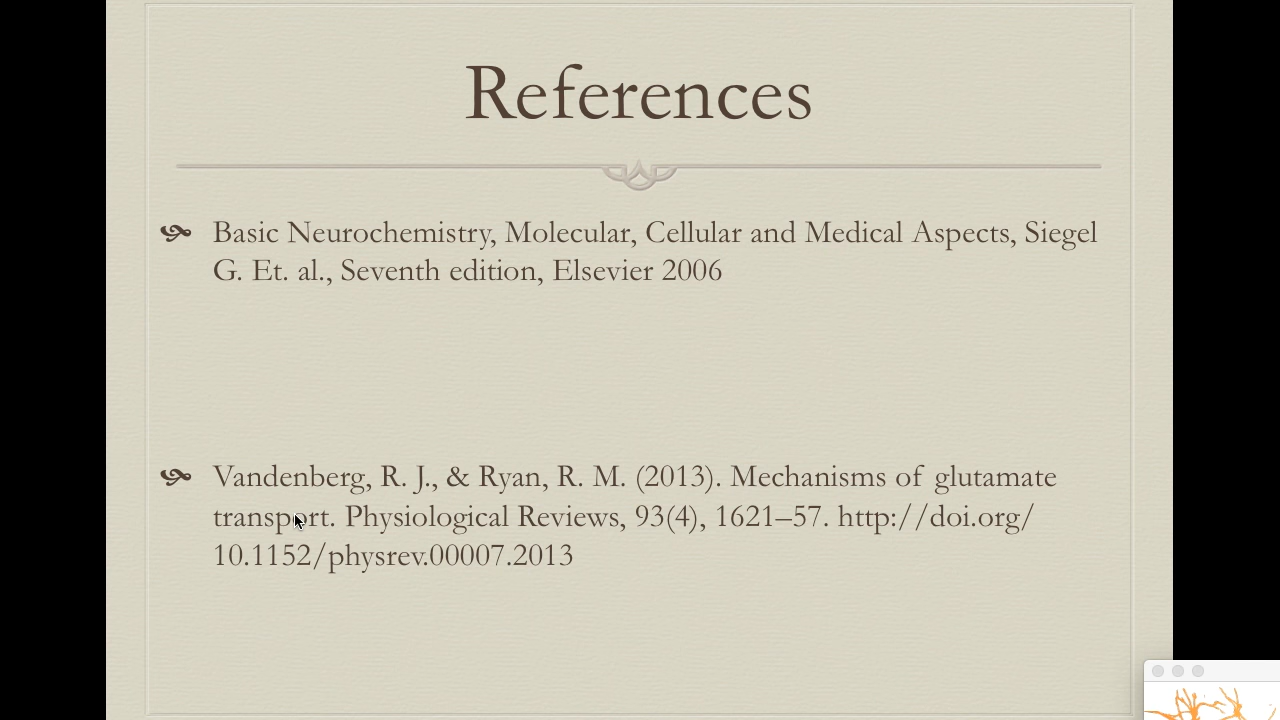 References
Basic Neurochemistry, Molecular, Cellular and Medical Aspects, Siegel
G. Et. al., Seventh edition, Elsevier 2006
Vandenberg, R. J., & Ryan, R. M. (2013). Mechanisms of glutamate
transport. Physiological Reviews, 93(4), 1621–57. http://doi.org/
10.1152/physrev.00007.2013